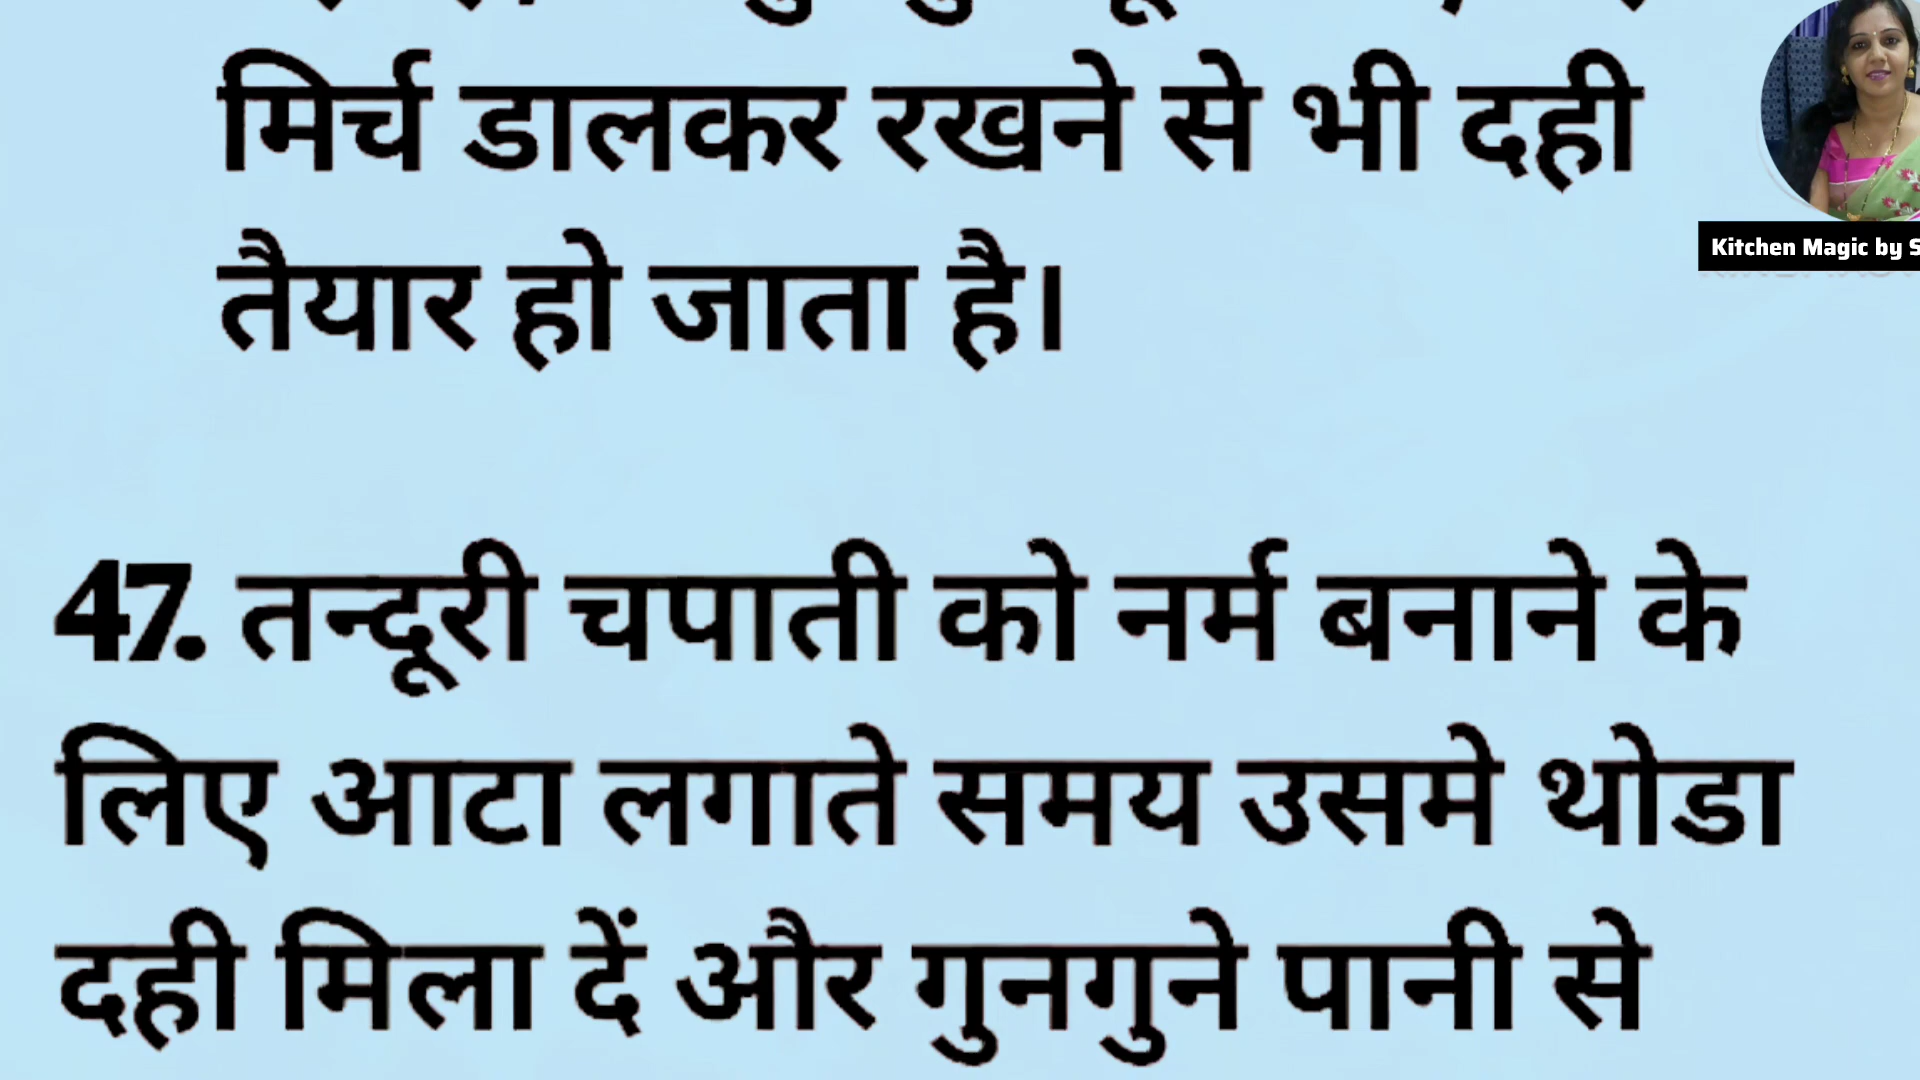 मिर्च डालकर रखने से भी दही
Kitchen Magic by S
तैयार हो जाता है।
47. तन्दूरी चपाती को नर्म बनाने के
लिए आटा लगाते समय उसमे थोडा
दही मिला दें और गुनगुने पानी से